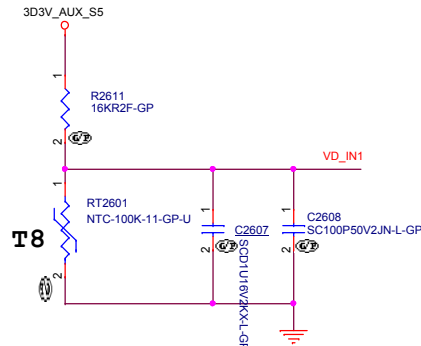 3D3V_AUX_S5
1
R2611
16KR2F-GP
2
G/P
VD_IN1
1
RT2601
NTC-100K-11-GP-U
T8
2
1
C2607
2
G/P
SCD1U16V2KX-L-GP
1
C2608
SC100P50V2JN-L-GP
2
G/P